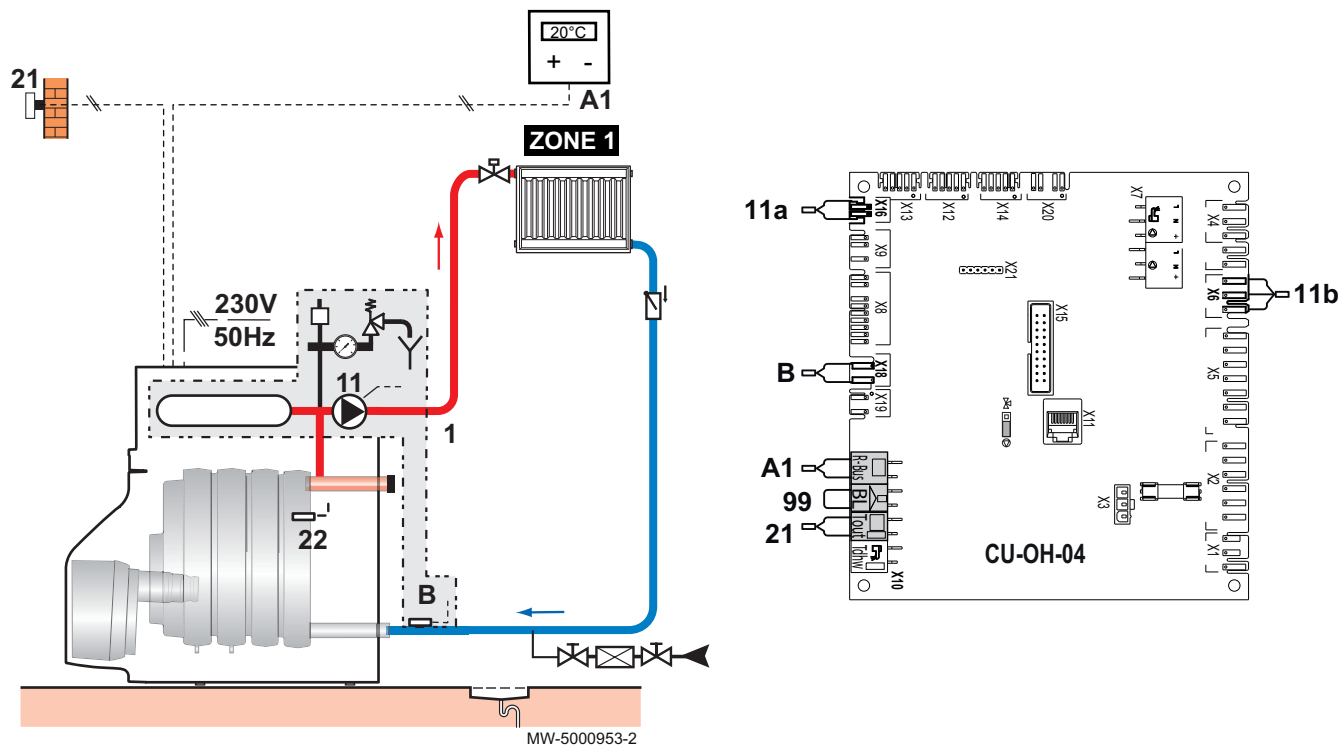 20°C
+ -
21
A1
ZONE 1
230V
50Hz
11
1
22
B
MW-5000953-2
X16
X13
X12
X14
X20
X7
L
N
X4
11a
X9
X21
L
N
X6
11b
X8
X15
B
X18
X19
X5
X11
A1
R-Bus
99
BL
21
Tout
Tdhw
X10
X2
X3
X1
CU-OH-04